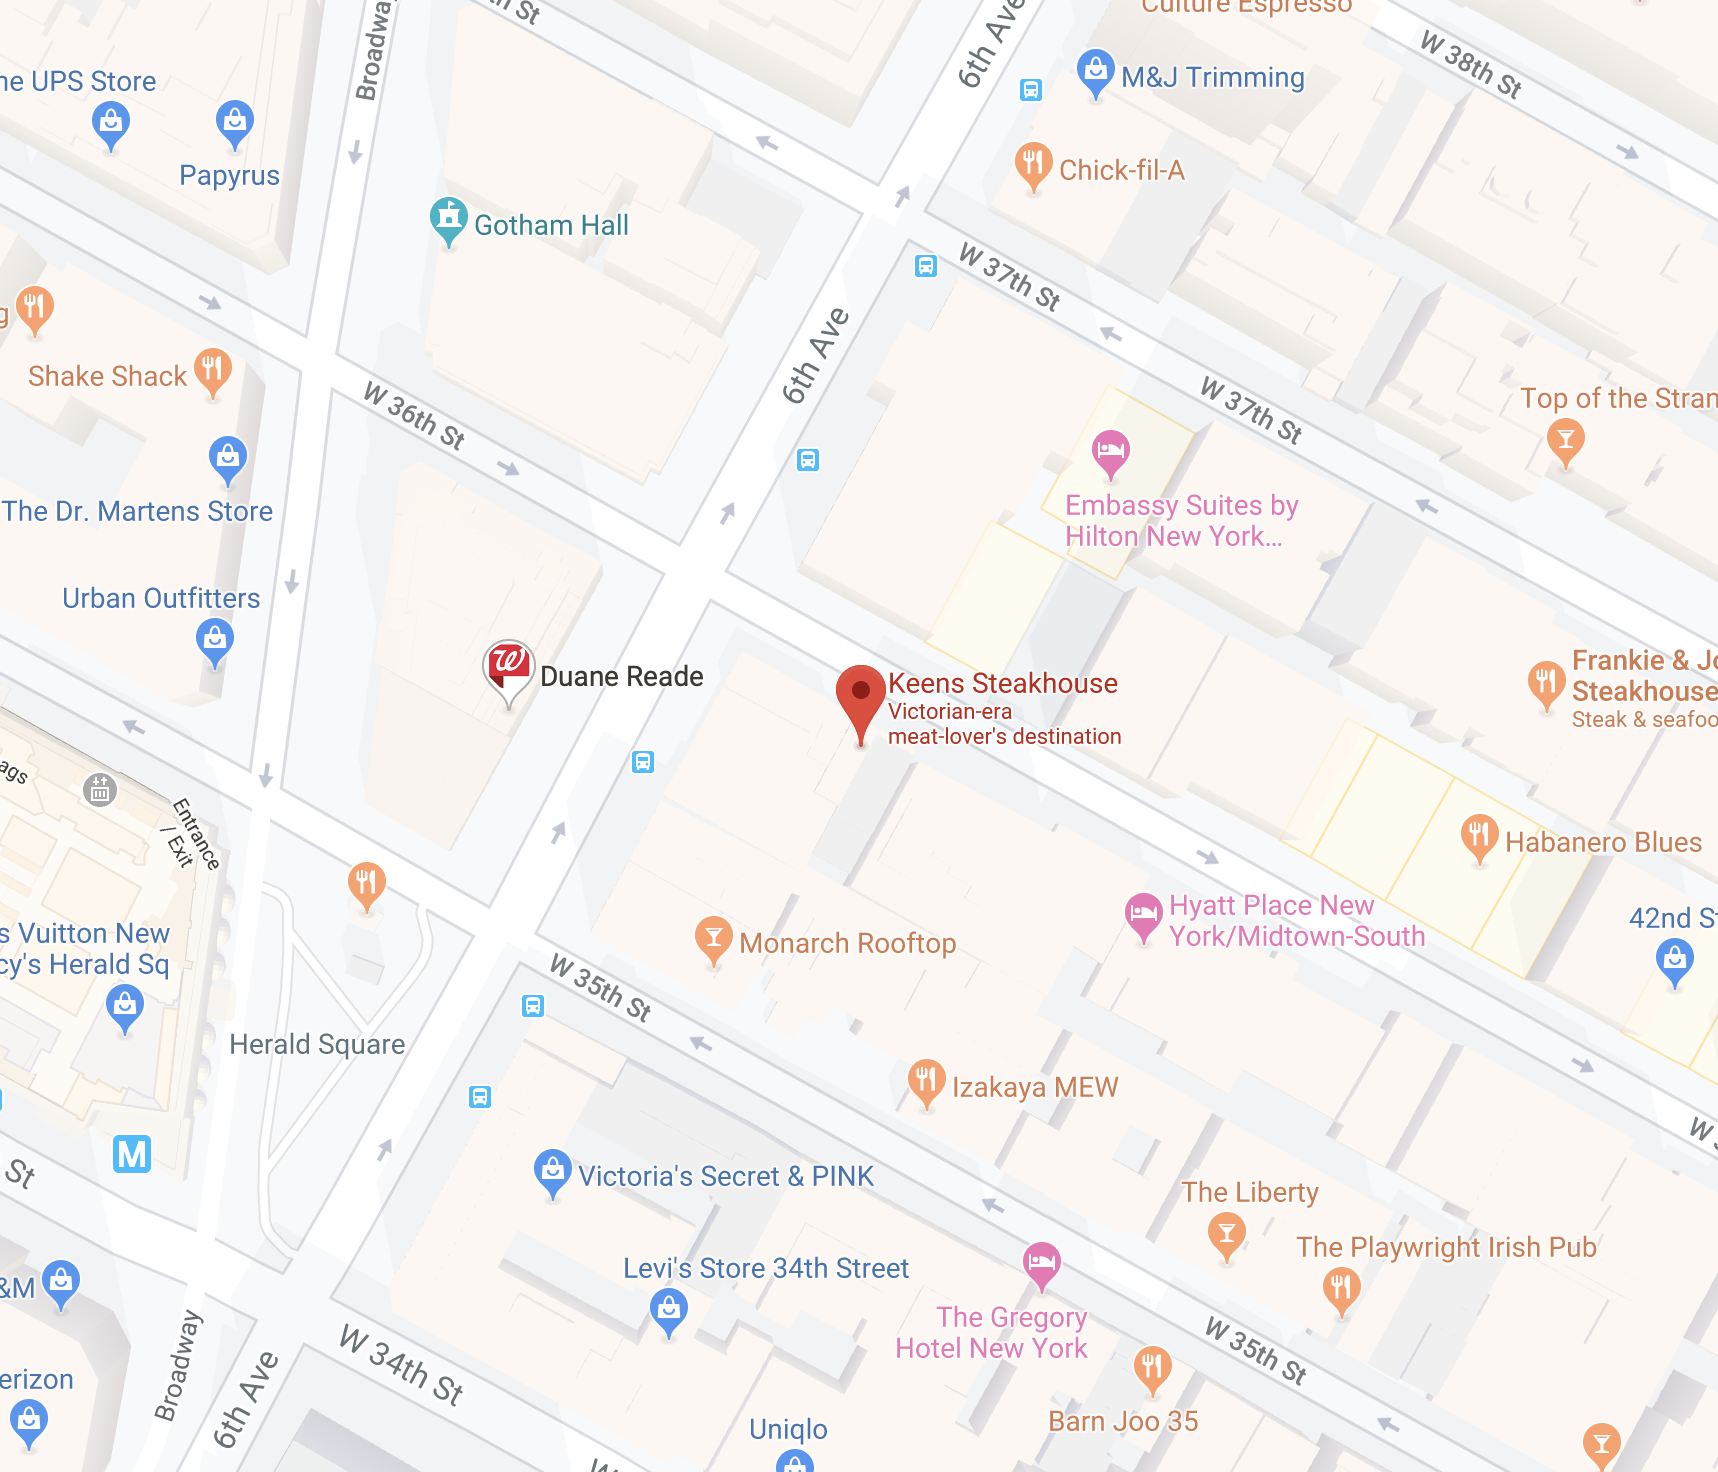 Culture Espresso
Broadway
St
6th Ave
W 38th St
The UPS Store
M&J Trimming
Papyrus
Chick-fil-A
Gotham Hall
W 37th St
6th Ave
Shake Shack
W 36th St
W 37th St
Top of the Stran
The Dr. Martens Store
Embassy Suites by
Hilton New York...
Urban Outfitters
Duane Reade
Keens Steakhouse
Victorian-era
meat-lover's destination
Frankie & Jo
Steakhouse
Steak & seafoo
ags
Entrance
/ Exit
Habanero Blues
s Vuitton New
cy's Herald Sq
Hyatt Place New
York/Midtown-South
42nd St
Monarch Rooftop
W 35th St
Herald Square
Izakaya MEW
M
St
W 3
Victoria's Secret & PINK
The Liberty
The Playwright Irish Pub
Levi's Store 34th Street
&M
The Gregory
Hotel New York
W 35th St
Broadway
6th Ave
W 34th St
erizon
Barn Joo 35
Uniqlo
W